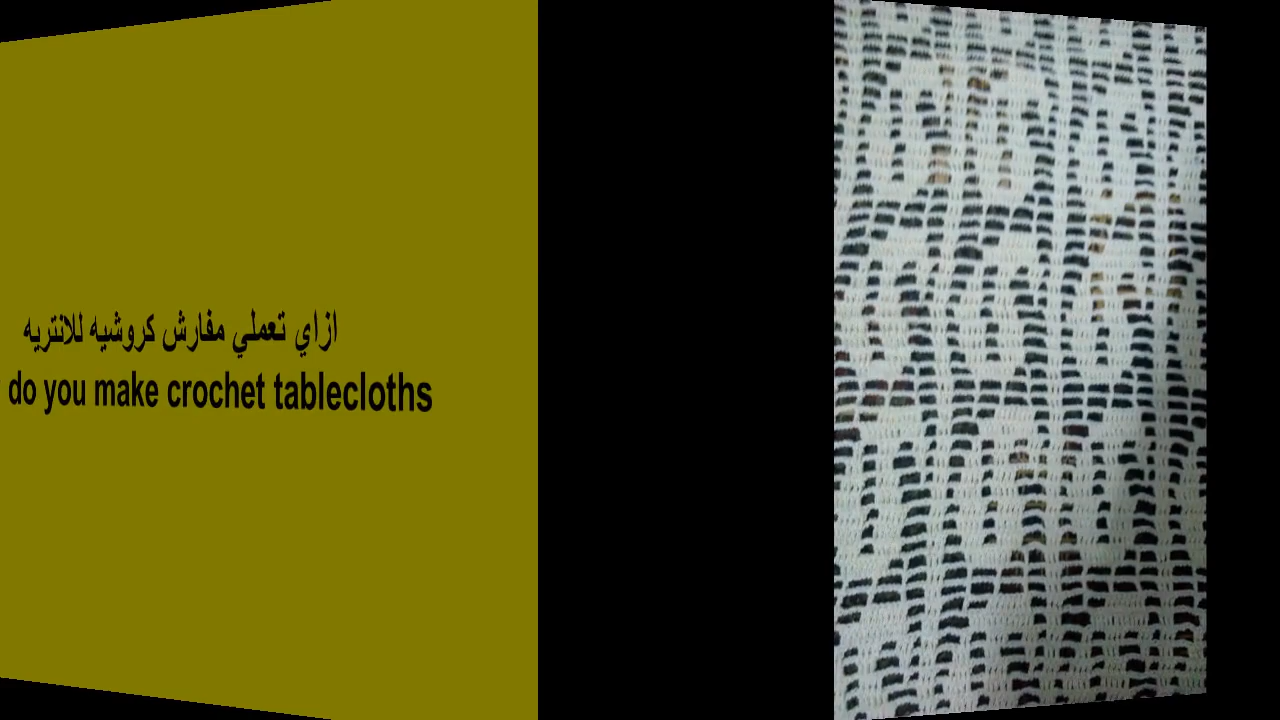 ازاي تعملي مفارش كروشيه للانتريه
do you make crochet tablecloths